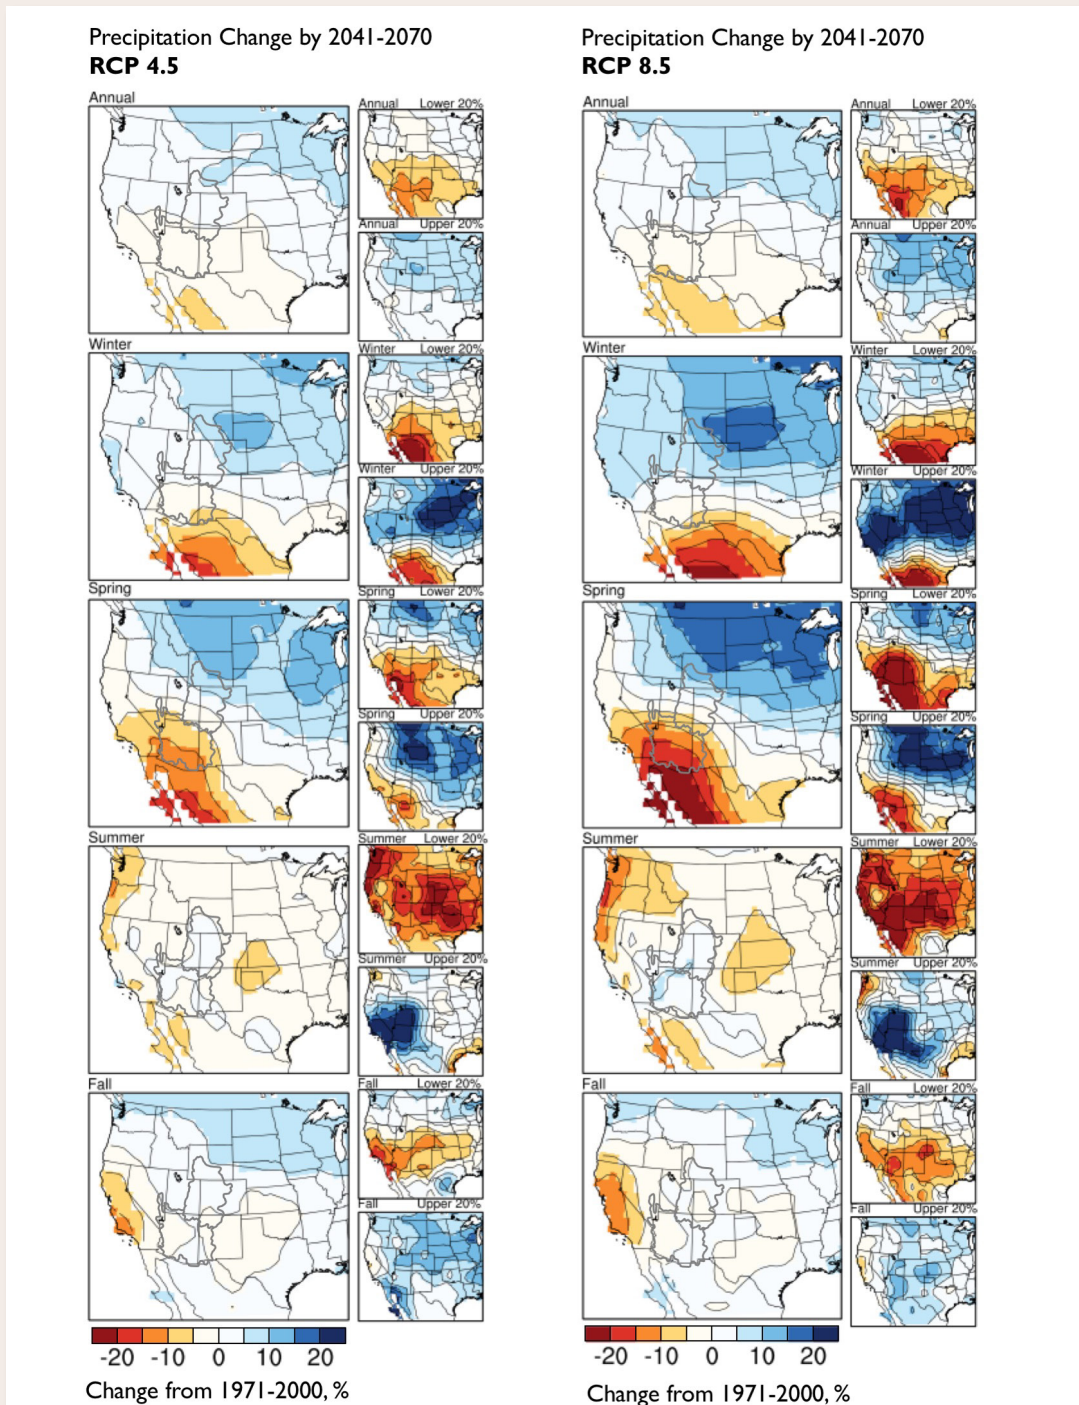 Precipitation Change by 2041-2070
RCP 4.5
Annual
Annual Lower 20%
Annual Upper 20%
Winter
Winter Lower 20%
Winter Upper 20%
Spring
Spring Lower 20%
Spring Upper 20%
Summer
Summer Lower 20%
Summer Upper 20%
Fall
Fall Lower 20%
Fall Upper 20%
-20 -10 0 10 20
Change from 1971-2000, %
Precipitation Change by 2041-2070
RCP 8.5
Annual
Annual Lower 20%
Annual Upper 20%
Winter
Winter Lower 20%
Winter Upper 20%
Spring
Spring Lower 20%
Spring Upper 20%
Summer
Summer Lower 20%
Summer Upper 20%
Fall
Fall Lower 20%
Fall Upper 20%
-20 -10 0 10 20
Change from 1971-2000, %